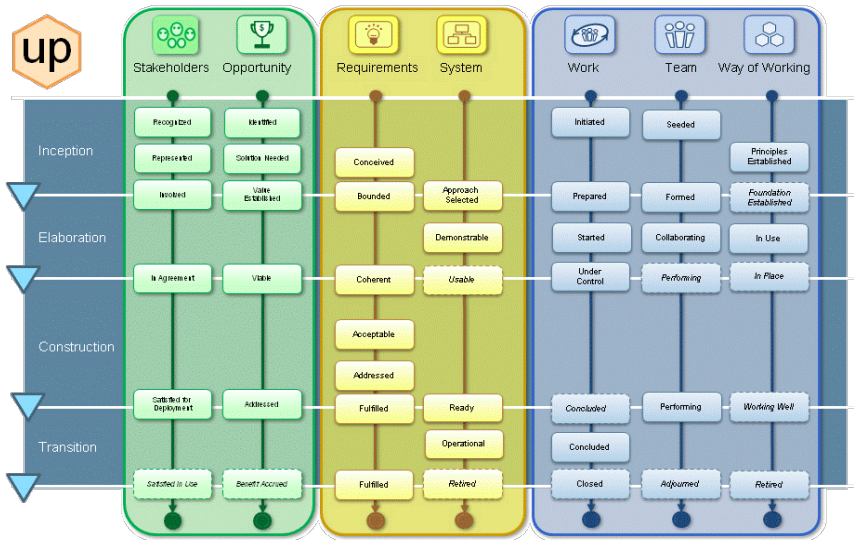 up
Stakeholders
Opportunity
Requirements
System
Work
Team
Way of Working
Inception
Recognized
Identified
Initiated
Seeded
Represented
Solution Needed
Conceived
Principles
Established
Involved
Value
Established
Bounded
Approach
Selected
Prepared
Formed
Foundation
Established
Elaboration
Demonstrable
Started
Collaborating
In Use
In Agreement
Viable
Coherent
Usable
Under
Control
Performing
In Place
Construction
Acceptable
Addressed
Satisfied for
Deployment
Addressed
Fulfilled
Ready
Concluded
Performing
Working Well
Transition
Operational
Concluded
Satisfied In Use
Benefit Accrued
Fulfilled
Retired
Closed
Adjourned
Retired